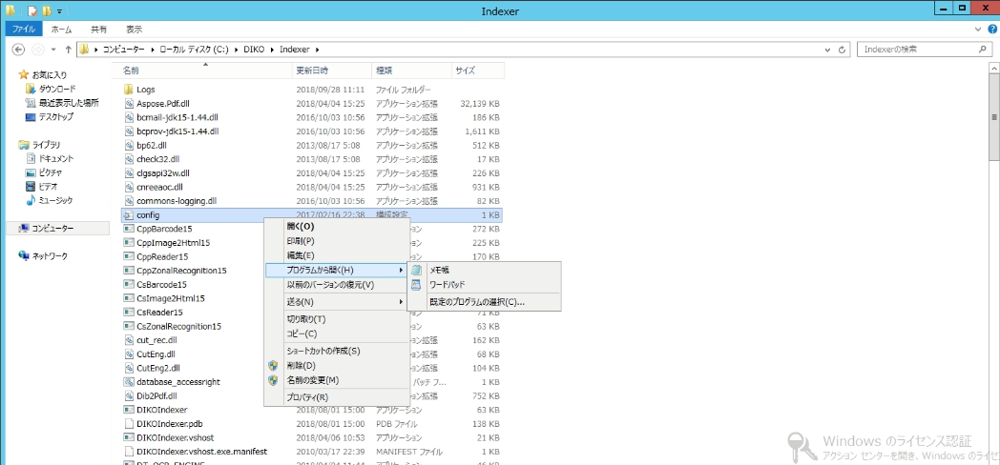 Indexer
ファイル ホーム 共有 表示
コンピューター ローカル ディスク (C:) DIKO Indexer Indexerの検索
名前 更新日時 種類 サイズ
お気に入り
ダウンロード
最近表示した場所
デスクトップ
ライブラリ
ドキュメント
ピクチャ
ビデオ
ミュージック
コンピューター
ネットワーク
Logs 2018/09/28 11:11 ファイル フォルダー
Aspose.Pdf.dll 2018/04/04 15:25 アプリケーション拡張 32,139 KB
bcmail-jdk15-1.44.dll 2016/10/03 10:56 アプリケーション拡張 186 KB
bcprov-jdk15-1.44.dll 2016/10/03 10:56 アプリケーション拡張 1,611 KB
bp62.dll 2013/08/17 5:08 アプリケーション拡張 512 KB
check32.dll 2013/08/17 5:08 アプリケーション拡張 17 KB
clgsapi32w.dll 2018/04/04 15:25 アプリケーション拡張 226 KB
cnreeaoc.dll 2018/04/04 15:25 アプリケーション拡張 931 KB
commons-logging.dll 2016/10/03 10:56 アプリケーション拡張 82 KB
config 2017/02/16 22:38 構成設定 1 KB
CppBarcode15 ション 272 KB
CppImage2Html15 ション 225 KB
CppReader15 ション 170 KB
CppZonalRecognition15
CsBarcode15
CsImage2Html15
CsReader15 ション 71 KB
CsZonalRecognition15 ション 63 KB
cut_rec.dll ション拡張 162 KB
CutEng.dll ション拡張 68 KB
CutEng2.dll ション拡張 104 KB
database_accessright バッチ フ... 1 KB
Dib2Pdf.dll ション拡張 752 KB
DIKOIndexer 2018/08/01 15:00 アプリケーション 63 KB
DIKOIndexer.pdb 2018/08/01 15:00 PDB ファイル 138 KB
DIKOIndexer.vshost 2018/04/06 10:53 アプリケーション 21 KB
DIKOIndexer.vshost.exe.manifest 2010/03/17 22:39 MANIFEST ファイル 1 KB
開く(O)
印刷(P)
編集(E)
プログラムから開く(H)
以前のバージョンの復元(V)
送る(N)
切り取り(T)
コピー(C)
ショートカットの作成(S)
削除(D)
名前の変更(M)
プロパティ(R)
メモ帳
ワードパッド
既定のプログラムの選択(C)...
Windows のライセンス認証
アクション センターを開き、Windows のライセ